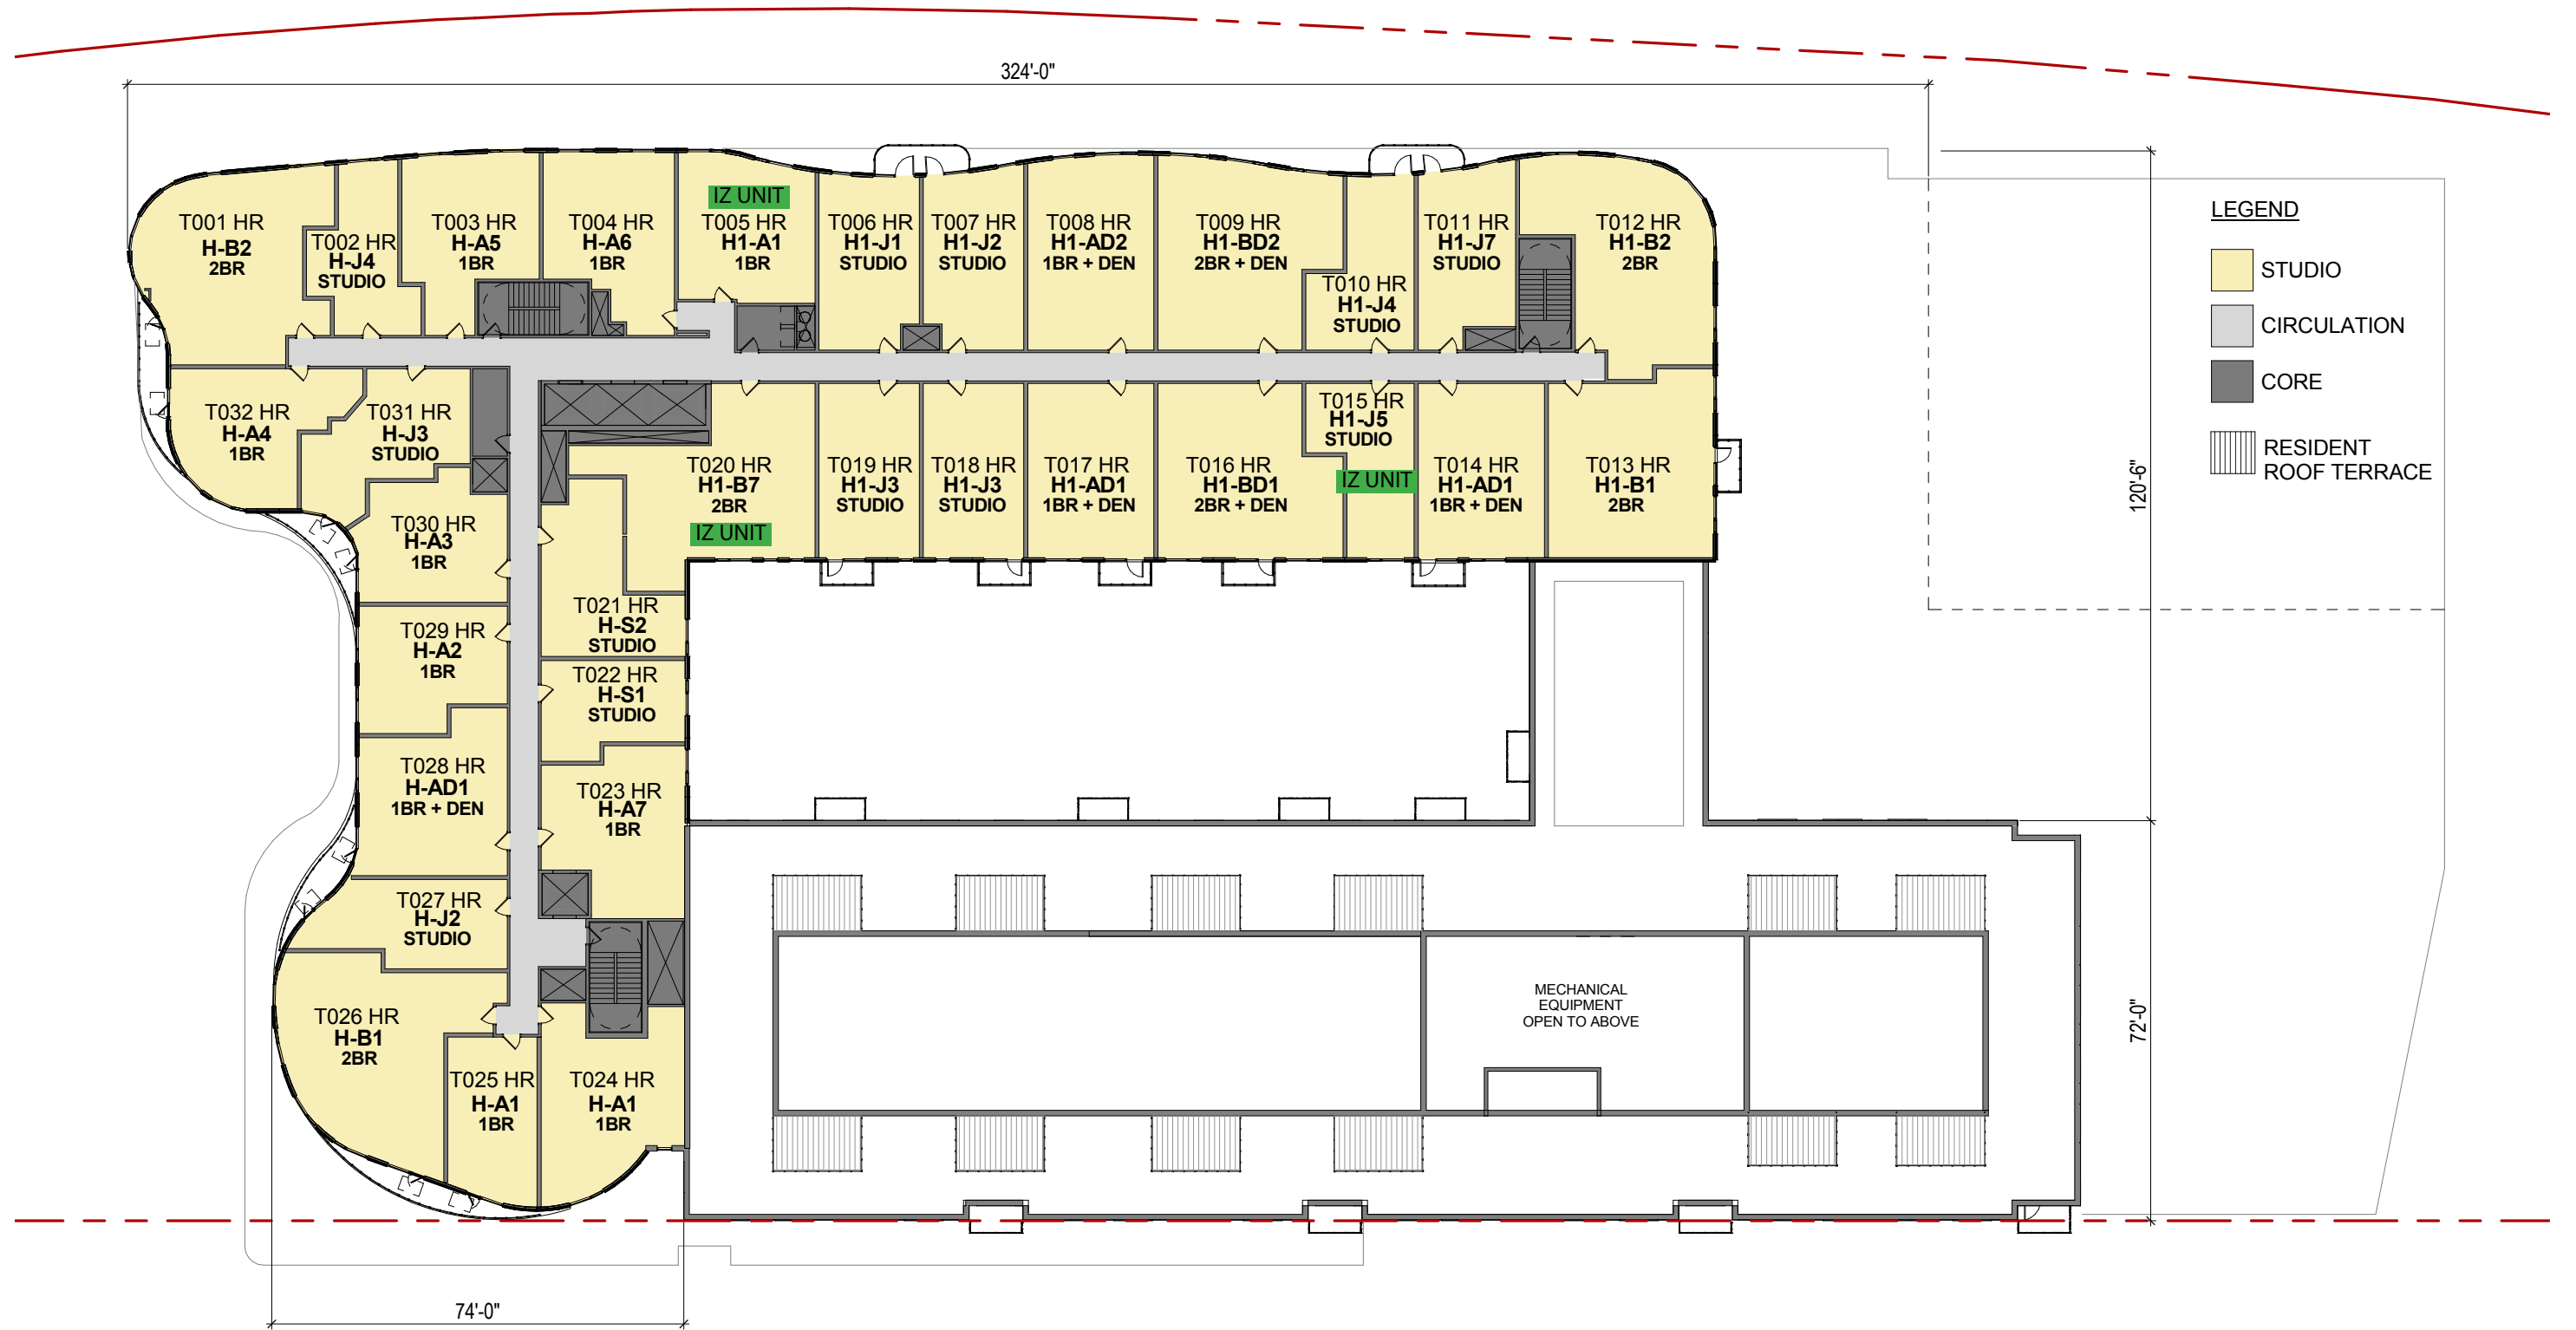 324'-0"
IZ UNIT
T001 HR
H-B2
2BR
T002 HR
H-J4
STUDIO
T003 HR
H-A5
1BR
T004 HR
H-A6
1BR
T005 HR
H1-A1
1BR
T006 HR
H1-J1
STUDIO
T007 HR
H1-J2
STUDIO
T008 HR
H1-AD2
1BR + DEN
T009 HR
H1-BD2
2BR + DEN
T010 HR
H1-J4
STUDIO
T011 HR
H1-J7
STUDIO
T012 HR
H1-B2
2BR
LEGEND
STUDIO
CIRCULATION
CORE
RESIDENT
ROOF TERRACE
T032 HR
H-A4
1BR
T031 HR
H-J3
STUDIO
T020 HR
H1-B7
2BR
IZ UNIT
T019 HR
H1-J3
STUDIO
T018 HR
H1-J3
STUDIO
T017 HR
H1-AD1
1BR + DEN
T016 HR
H1-BD1
2BR + DEN
T015 HR
H1-J5
STUDIO
IZ UNIT
T014 HR
H1-AD1
1BR + DEN
T013 HR
H1-B1
2BR
120'-6"
T030 HR
H-A3
1BR
T021 HR
H-S2
STUDIO
T029 HR
H-A2
1BR
T022 HR
H-S1
STUDIO
T028 HR
H-AD1
1BR + DEN
T023 HR
H-A7
1BR
T027 HR
H-J2
STUDIO
T026 HR
H-B1
2BR
T025 HR
H-A1
1BR
T024 HR
H-A1
1BR
MECHANICAL
EQUIPMENT
OPEN TO ABOVE
72'-0"
74'-0"